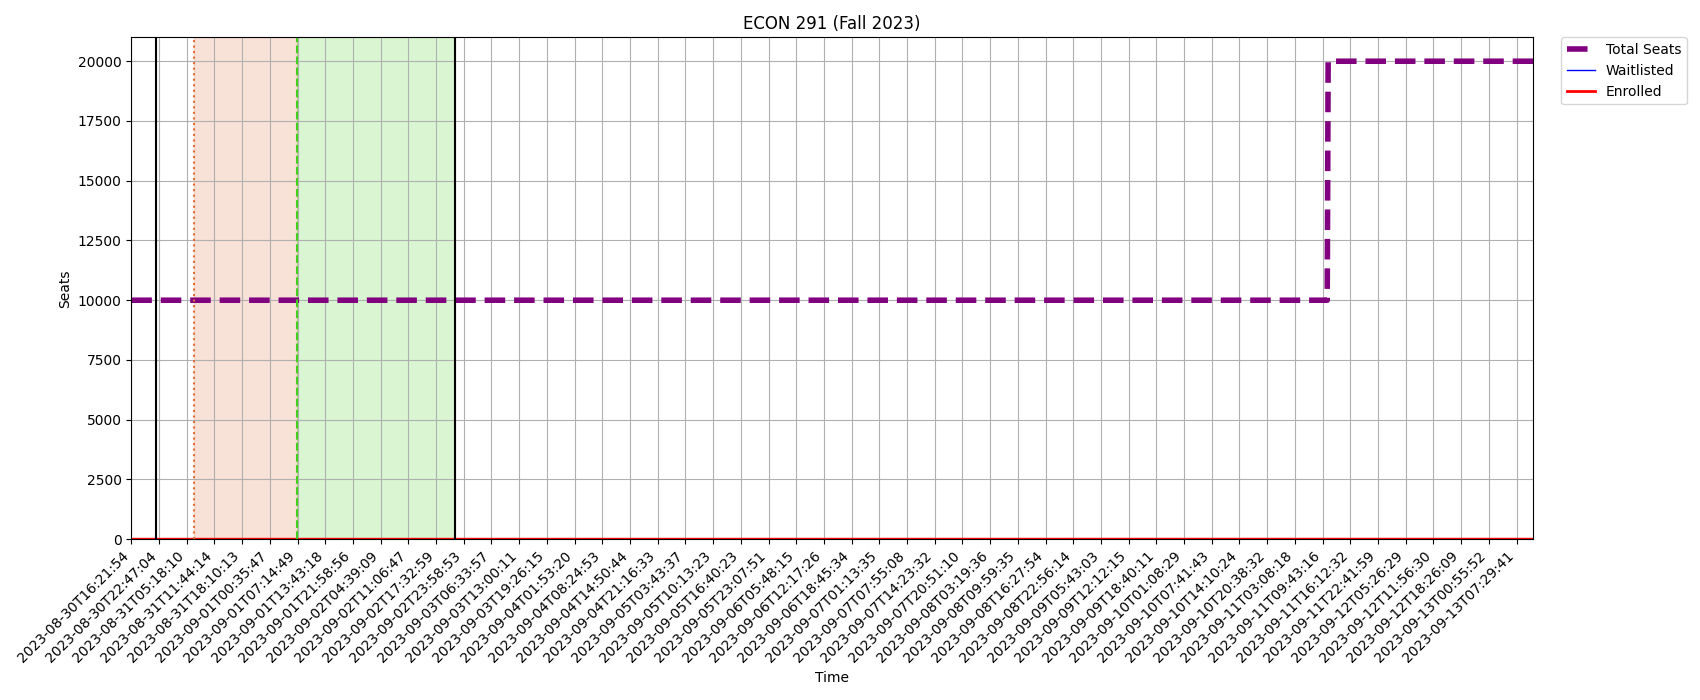 ECON 291 (Fall 2023)
Total Seats
Waitlisted
Enrolled
Seats
20000
17500
15000
12500
10000
7500
5000
2500
0
2023-08-30T16:21:54
2023-08-30T22:47:04
2023-08-31T05:18:10
2023-08-31T11:44:14
2023-08-31T18:10:13
2023-09-01T00:35:47
2023-09-01T07:14:49
2023-09-01T13:43:18
2023-09-01T21:58:56
2023-09-02T04:39:09
2023-09-02T11:06:47
2023-09-02T17:32:59
2023-09-02T23:58:53
2023-09-03T06:33:57
2023-09-03T13:00:11
2023-09-03T19:26:15
2023-09-04T01:53:20
2023-09-04T08:24:53
2023-09-04T14:50:44
2023-09-04T21:16:33
2023-09-05T03:43:37
2023-09-05T10:13:23
2023-09-05T16:40:23
2023-09-05T23:07:51
2023-09-06T05:48:15
2023-09-06T12:17:26
2023-09-06T18:45:34
2023-09-07T01:13:35
2023-09-07T07:55:08
2023-09-07T14:23:32
2023-09-07T20:51:10
2023-09-08T03:19:36
2023-09-08T09:59:35
2023-09-08T16:27:54
2023-09-08T22:56:14
2023-09-09T05:43:03
2023-09-09T12:12:15
2023-09-09T18:40:11
2023-09-10T01:08:29
2023-09-10T07:41:43
2023-09-10T14:10:24
2023-09-10T20:38:32
2023-09-11T03:08:18
2023-09-11T09:43:16
2023-09-11T16:12:32
2023-09-11T22:41:59
2023-09-12T05:26:29
2023-09-12T11:56:30
2023-09-12T18:26:09
2023-09-13T00:55:52
2023-09-13T07:29:41
Time